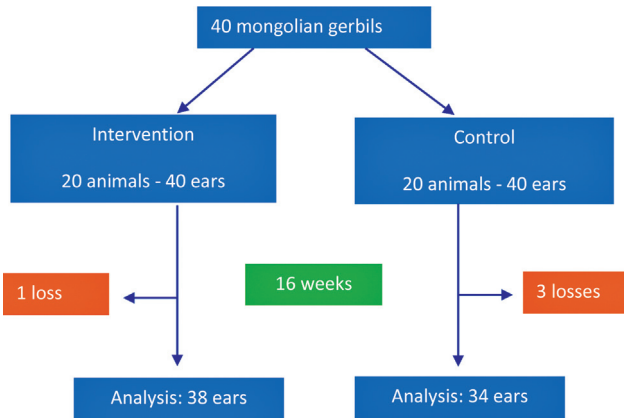 40 mongolian gerbils
Intervention
20 animals - 40 ears
Control
20 animals - 40 ears
1 loss
16 weeks
3 losses
Analysis: 38 ears
Analysis: 34 ears